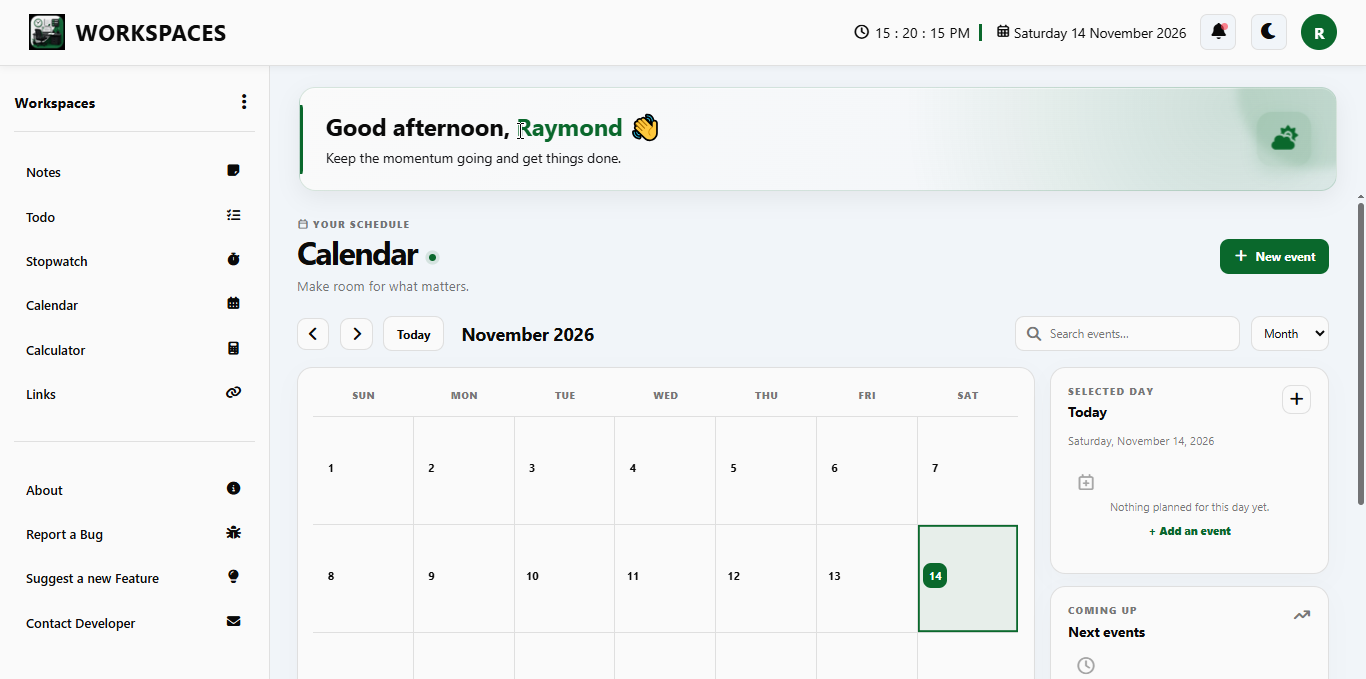 WORKSPACES
15 : 20 : 15 PM
Saturday 14 November 2026
R
Workspaces
Notes
Todo
Stopwatch
Calendar
Calculator
Links
About
Report a Bug
Suggest a new Feature
Contact Developer
Good afternoon, Raymond 👋
Keep the momentum going and get things done.
YOUR SCHEDULE
Calendar
Make room for what matters.
+ New event
Today
November 2026
Search events...
Month
SUN MON TUE WED THU FRI SAT
1 2 3 4 5 6 7
8 9 10 11 12 13 14
SELECTED DAY
Today
Saturday, November 14, 2026
Nothing planned for this day yet.
+ Add an event
COMING UP
Next events